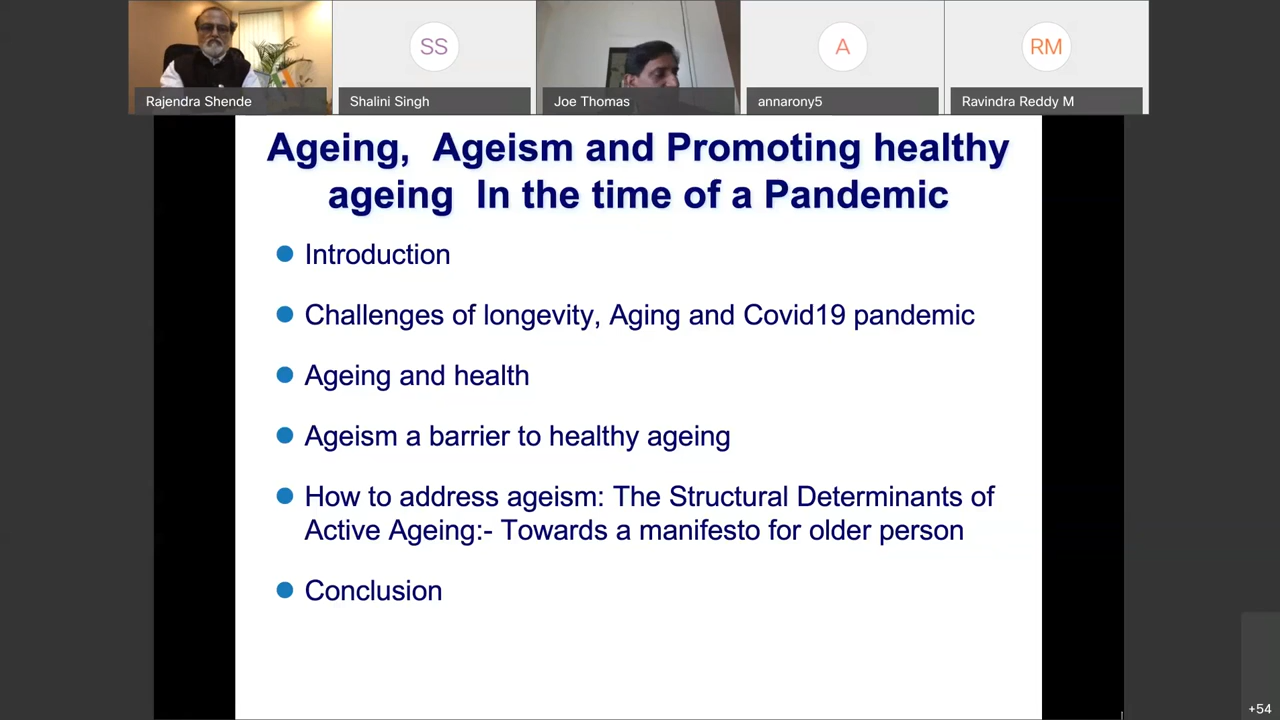 SS
A
RM
Rajendra Shende
Shalini Singh
Joe Thomas
annarony5
Ravindra Reddy M
Ageing, Ageism and Promoting healthy
ageing In the time of a Pandemic
Introduction
Challenges of longevity, Aging and Covid19 pandemic
Ageing and health
Ageism a barrier to healthy ageing
How to address ageism: The Structural Determinants of
Active Ageing:- Towards a manifesto for older person
Conclusion
+54